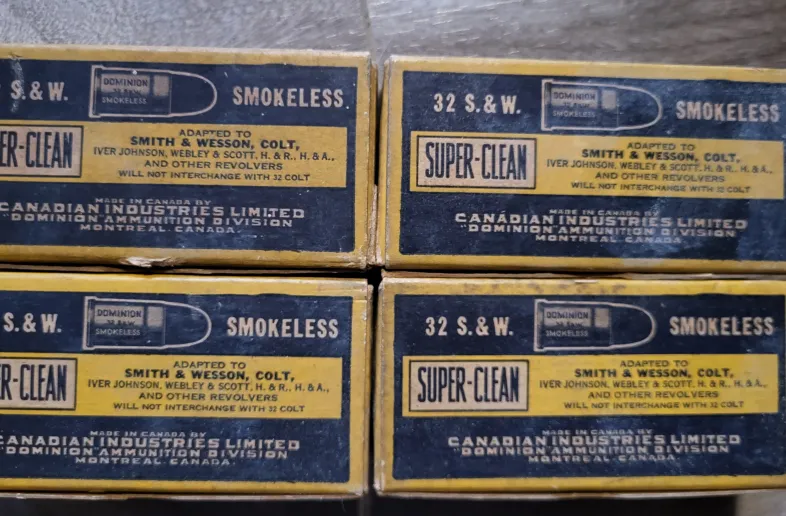 S. & W.
DOMINION
32 S&W
SMOKELESS
SMOKELESS
ER-CLEAN
ADAPTED TO
SMITH & WESSON, COLT,
IVER JOHNSON, WEBLEY & SCOTT, H. & R., H. & A.,
AND OTHER REVOLVERS
WILL NOT INTERCHANGE WITH 32 COLT
MADE IN CANADA BY
CANADIAN INDUSTRIES LIMITED
"DOMINION" AMMUNITION DIVISION
MONTREAL, CANADA.
32 S. & W.
DOMINION
32 S&W
SMOKELESS
SMOKELESS
SUPER-CLEAN
ADAPTED TO
SMITH & WESSON, COLT,
IVER JOHNSON, WEBLEY & SCOTT, H. & R., H. & A.,
AND OTHER REVOLVERS
WILL NOT INTERCHANGE WITH 32 COLT
MADE IN CANADA BY
CANADIAN INDUSTRIES LIMITED
"DOMINION" AMMUNITION DIVISION
MONTREAL, CANADA.
S. & W.
DOMINION
32 S&W
SMOKELESS
SMOKELESS
R-CLEAN
ADAPTED TO
SMITH & WESSON, COLT,
IVER JOHNSON, WEBLEY & SCOTT, H. & R., H. & A.,
AND OTHER REVOLVERS
WILL NOT INTERCHANGE WITH 32 COLT
MADE IN CANADA BY
CANADIAN INDUSTRIES LIMITED
"DOMINION" AMMUNITION DIVISION
MONTREAL, CANADA.
32 S. & W.
DOMINION
32 S&W
SMOKELESS
SMOKELESS
SUPER-CLEAN
ADAPTED TO
SMITH & WESSON, COLT,
IVER JOHNSON, WEBLEY & SCOTT, H. & R., H. & A.,
AND OTHER REVOLVERS
WILL NOT INTERCHANGE WITH 32 COLT
MADE IN CANADA BY
CANADIAN INDUSTRIES LIMITED
"DOMINION" AMMUNITION DIVISION
MONTREAL, CANADA.